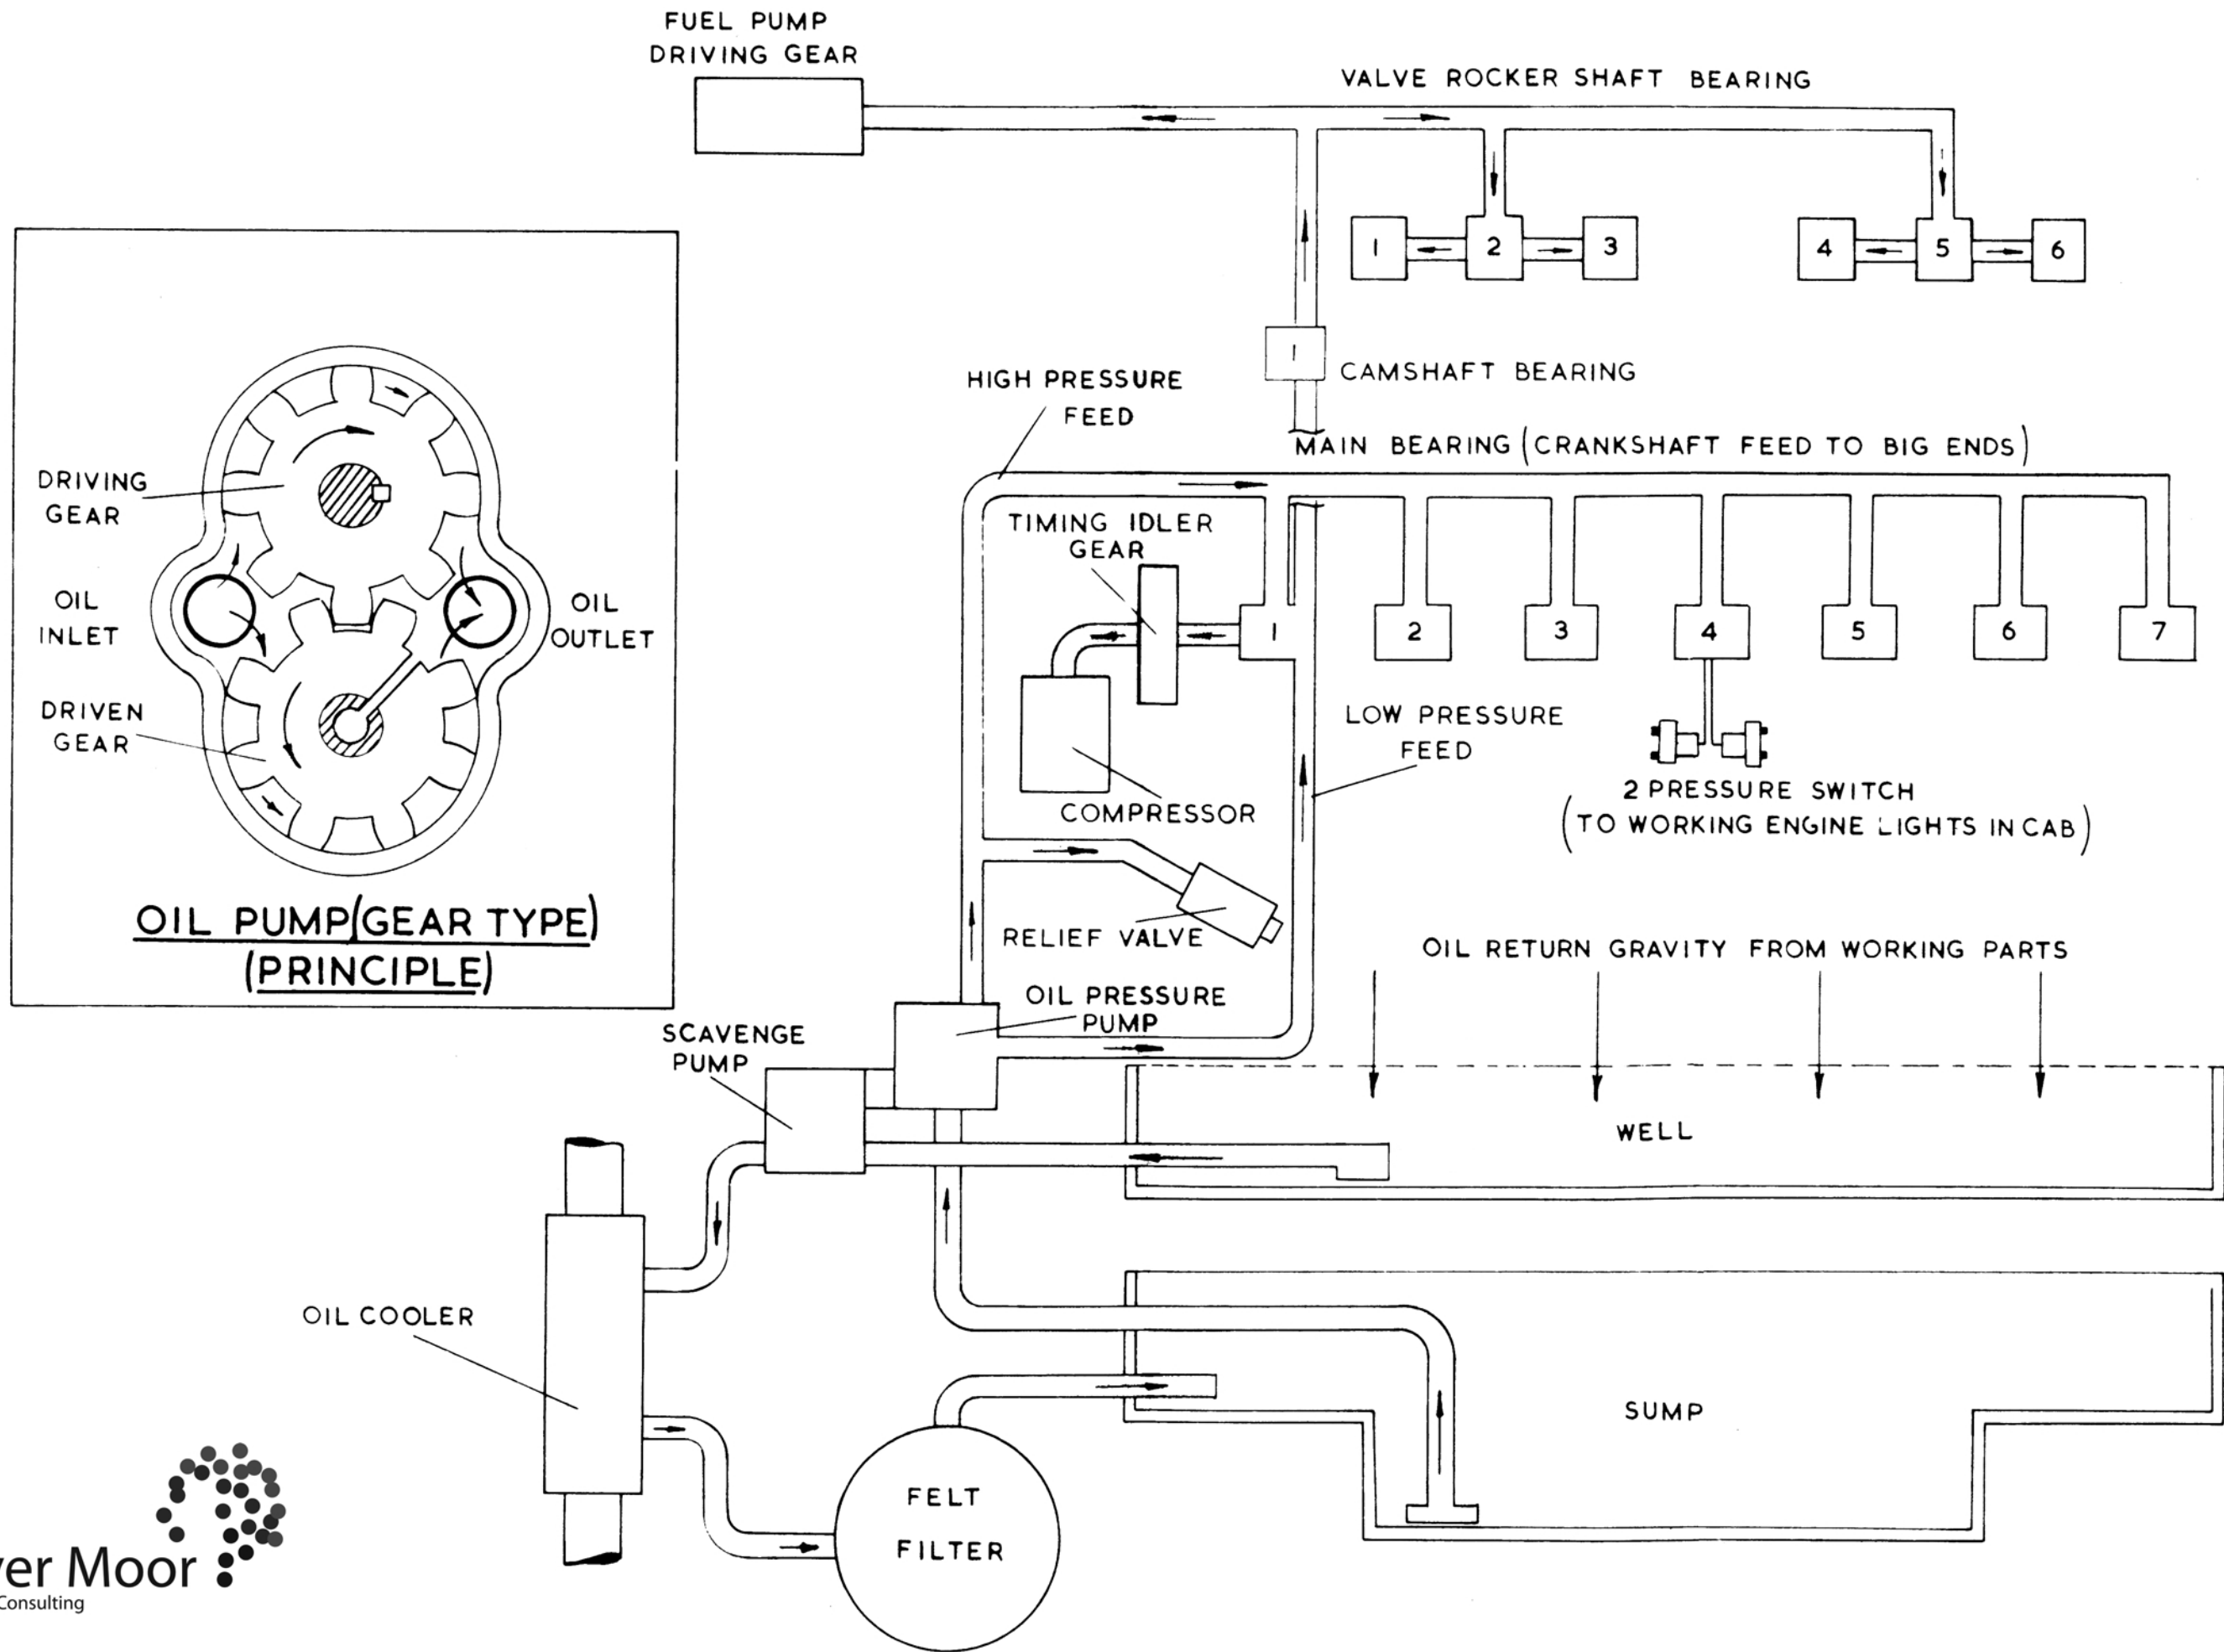 FUEL PUMP
DRIVING GEAR
VALVE ROCKER SHAFT BEARING
1 2 3 4 5 6
1
CAMSHAFT BEARING
HIGH PRESSURE
FEED
MAIN BEARING (CRANKSHAFT FEED TO BIG ENDS)
TIMING IDLER
GEAR
1 2 3 4 5 6 7
LOW PRESSURE
FEED
COMPRESSOR
2 PRESSURE SWITCH
(TO WORKING ENGINE LIGHTS IN CAB)
DRIVING
GEAR
OIL
INLET
OIL
OUTLET
DRIVEN
GEAR
OIL PUMP (GEAR TYPE)
(PRINCIPLE)
RELIEF VALVE
OIL RETURN GRAVITY FROM WORKING PARTS
OIL PRESSURE
PUMP
SCAVENGE
PUMP
WELL
OIL COOLER
SUMP
FELT
FILTER
er Moor
Consulting